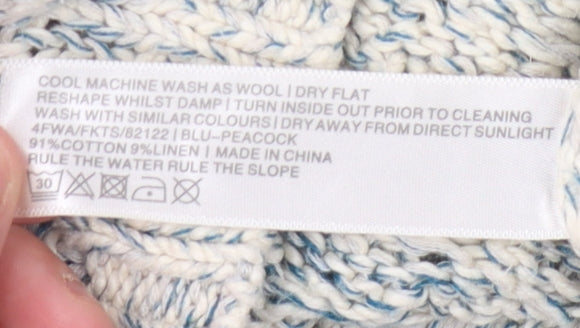 COOL MACHINE WASH AS WOOL | DRY FLAT
RESHAPE WHILST DAMP | TURN INSIDE OUT PRIOR TO CLEANING
WASH WITH SIMILAR COLOURS | DRY AWAY FROM DIRECT SUNLIGHT
4FWA/FKTS/82122 | BLU-PEACOCK
91%COTTON 9%LINEN | MADE IN CHINA
RULE THE WATER RULE THE SLOPE
30